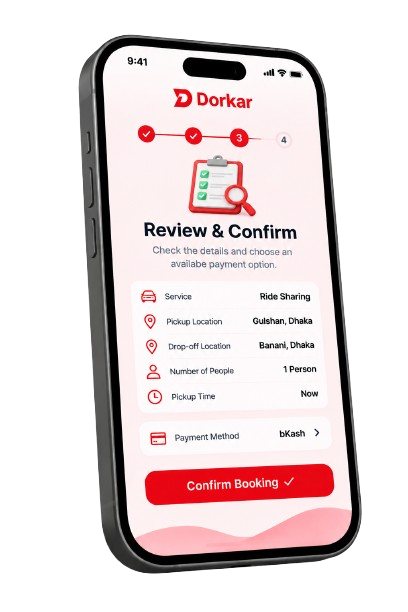 9:41
Dorkar
3
4
Review & Confirm
Check the details and choose an
availabe payment option.
Service Ride Sharing
Pickup Location Gulshan, Dhaka
Drop-off Location Banani, Dhaka
Number of People 1 Person
Pickup Time Now
Payment Method bKash
Confirm Booking